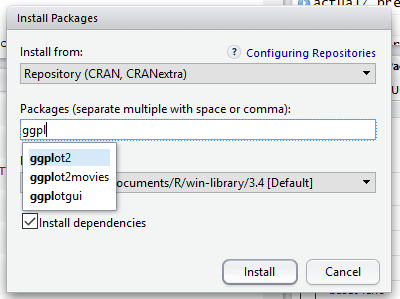 actual/ pre
Install Packages
Install from:
? Configuring Repositories
Repository (CRAN, CRANextra)
Packages (separate multiple with space or comma):
ggpl
ggplot2
ggplot2movies
ggplotgui
ocuments/R/win-library/3.4 [Default]
Install dependencies
Install
Cancel